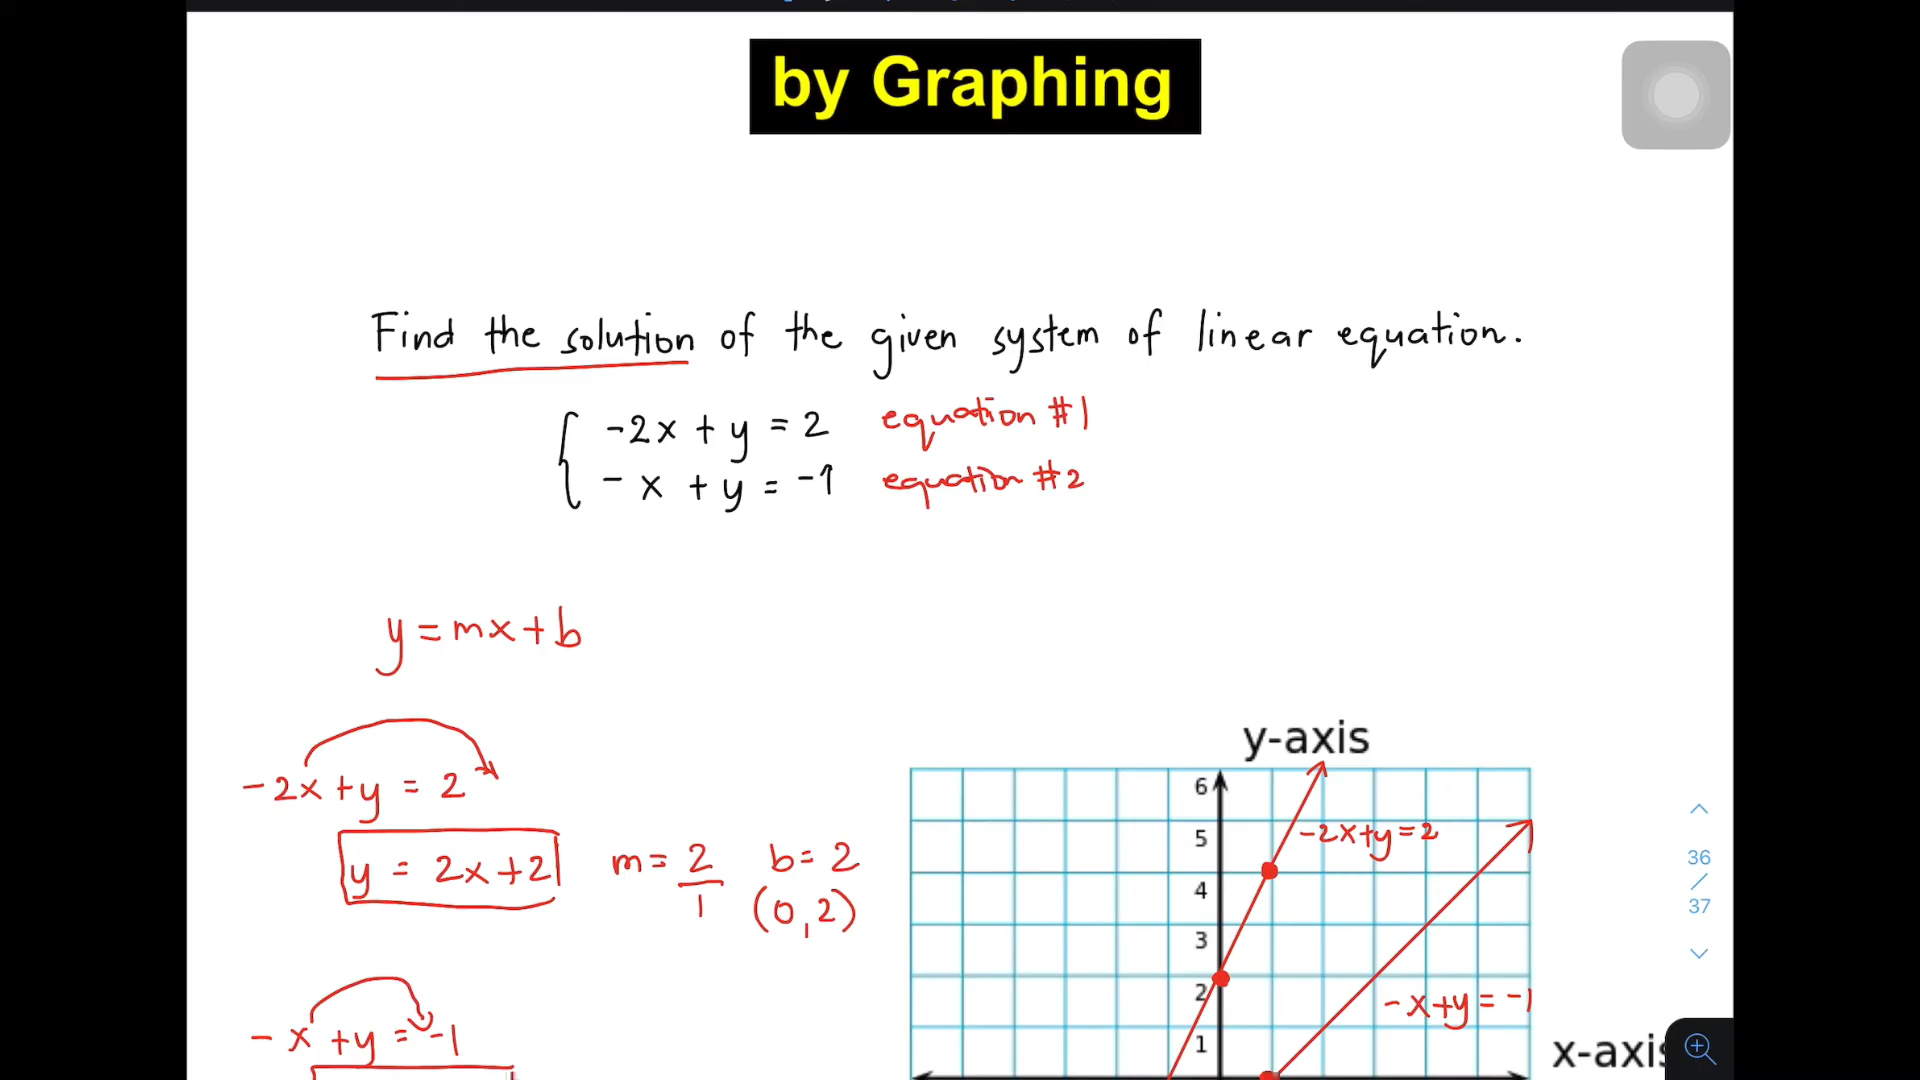 by Graphing
Find the solution of the given system of linear equation.
-2x + y = 2 equation #1
- x + y = -1 equation #2
y = mx + b
-2x + y = 2
y = 2x + 2
m = 2/1 b = 2
(0, 2)
- x + y = -1
y-axis
6
5
4
3
2
1
-2x+y=2
-x+y=-1
x-axis
36
/
37